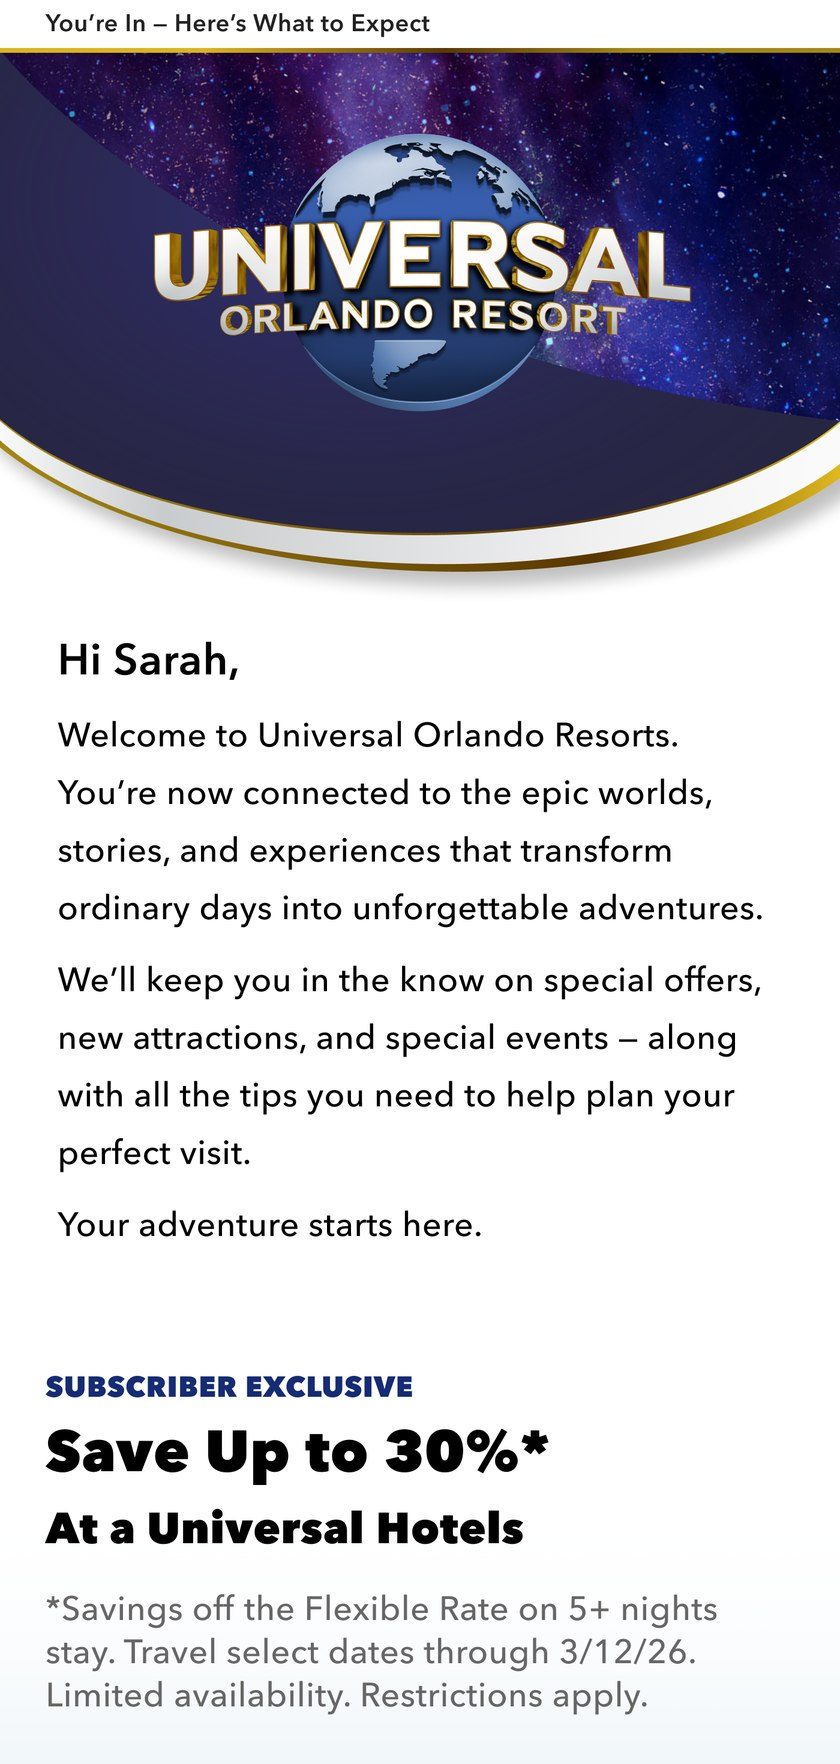 You’re In – Here’s What to Expect
UNIVERSAL
ORLANDO RESORT
Hi Sarah,
Welcome to Universal Orlando Resorts.
You’re now connected to the epic worlds,
stories, and experiences that transform
ordinary days into unforgettable adventures.
We’ll keep you in the know on special offers,
new attractions, and special events – along
with all the tips you need to help plan your
perfect visit.
Your adventure starts here.
SUBSCRIBER EXCLUSIVE
Save Up to 30%*
At a Universal Hotels
*Savings off the Flexible Rate on 5+ nights
stay. Travel select dates through 3/12/26.
Limited availability. Restrictions apply.